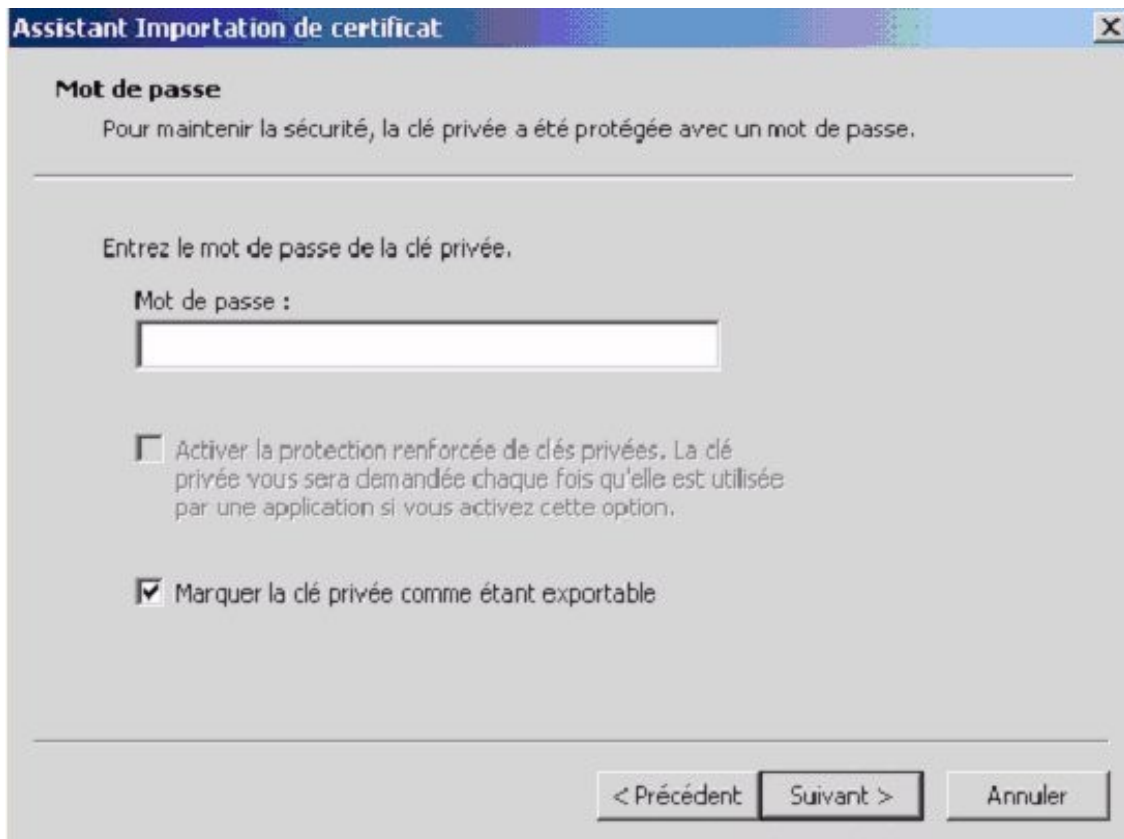 Assistant Importation de certificat
Mot de passe
Pour maintenir la sécurité, la clé privée a été protégée avec un mot de passe.
Entrez le mot de passe de la clé privée.
Mot de passe :
Activer la protection renforcée de clés privées. La clé
privée vous sera demandée chaque fois qu'elle est utilisée
par une application si vous activez cette option.
Marquer la clé privée comme étant exportable
< Précédent Suivant > Annuler